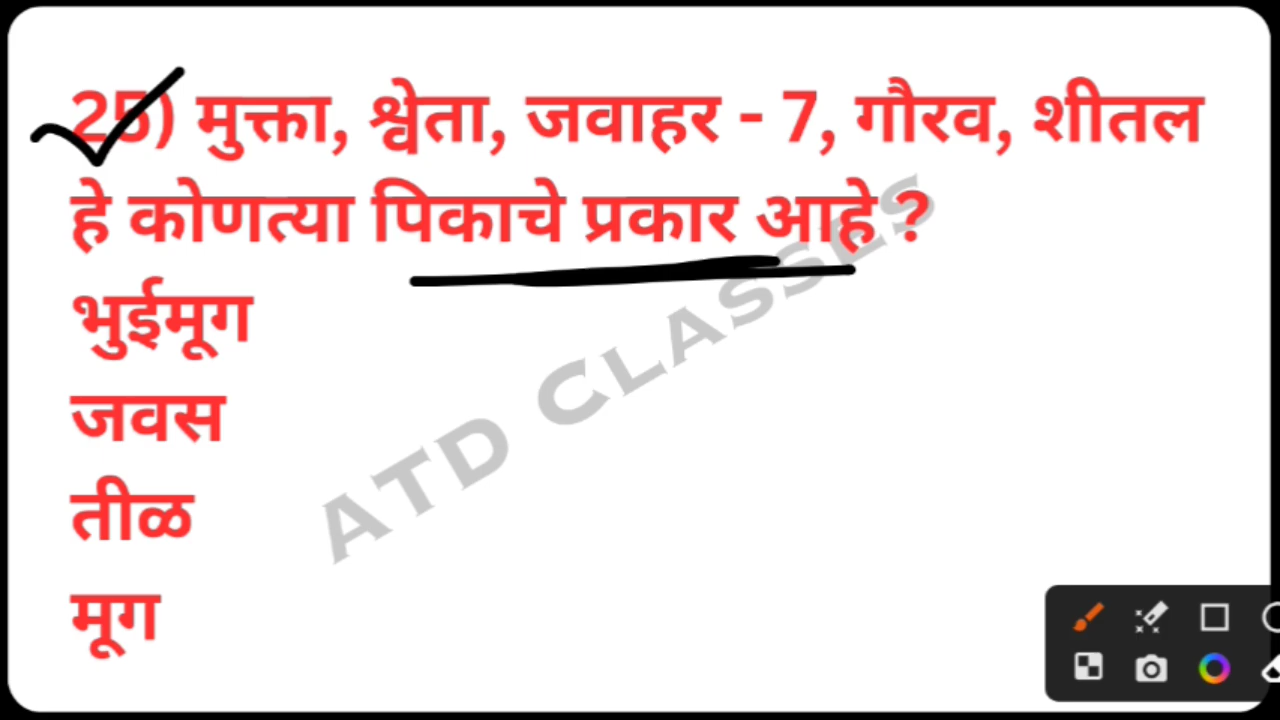 25) मुक्ता, श्वेता, जवाहर - 7, गौरव, शीतल
हे कोणत्या पिकाचे प्रकार आहे ?
भुईमूग
जवस
तीळ
मूग
ATD CLASSES